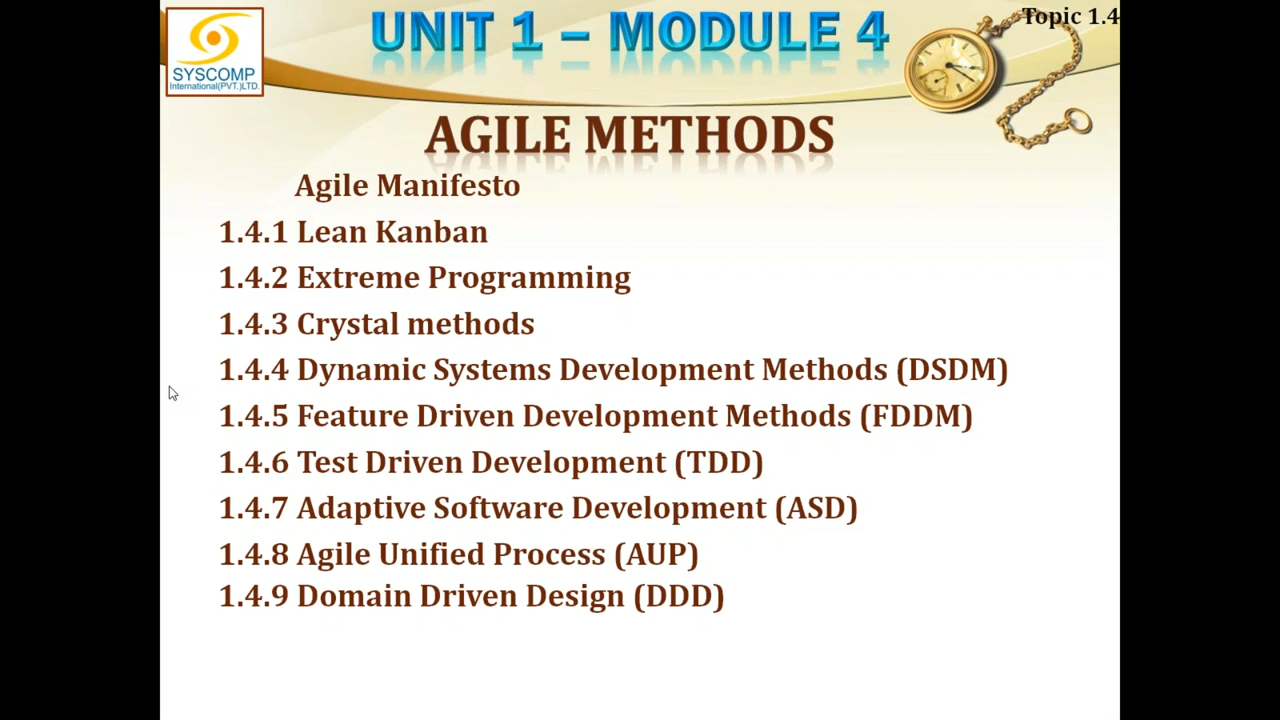 Topic 1.4
UNIT 1 – MODULE 4
SYSCOMP
International(PVT.)LTD.
AGILE METHODS
Agile Manifesto
1.4.1 Lean Kanban
1.4.2 Extreme Programming
1.4.3 Crystal methods
1.4.4 Dynamic Systems Development Methods (DSDM)
1.4.5 Feature Driven Development Methods (FDDM)
1.4.6 Test Driven Development (TDD)
1.4.7 Adaptive Software Development (ASD)
1.4.8 Agile Unified Process (AUP)
1.4.9 Domain Driven Design (DDD)